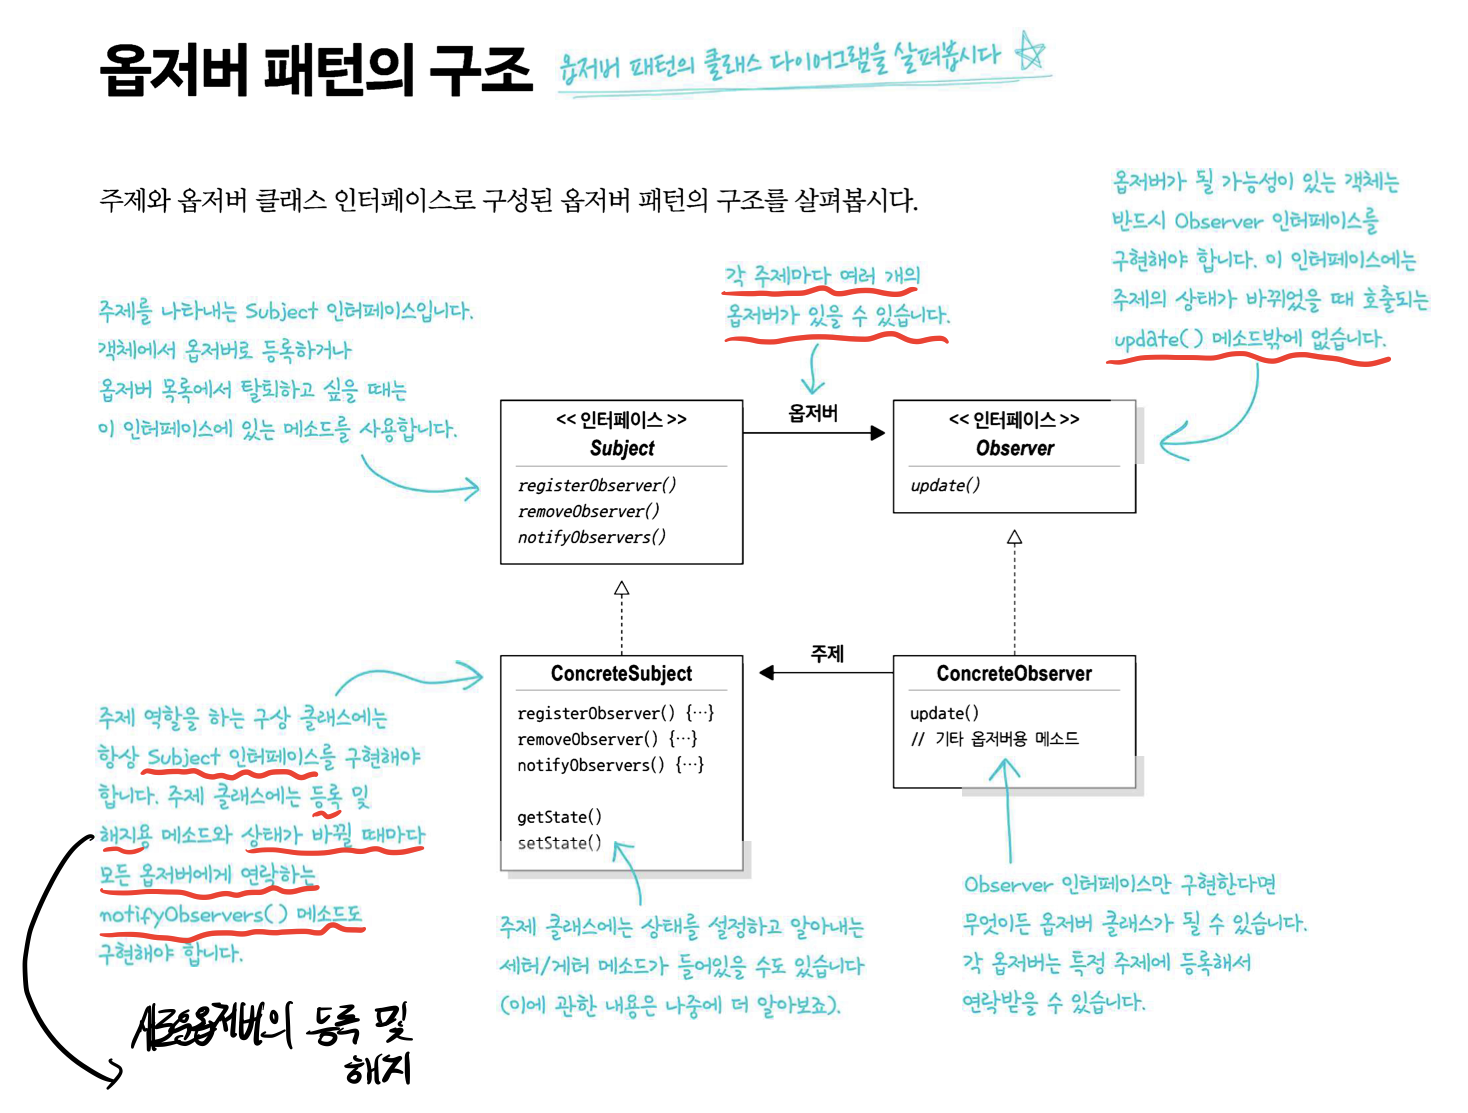 옵저버 패턴의 구조
옵저버 패턴의 클래스 다이어그램을 살펴봅시다
주제와 옵저버 클래스 인터페이스로 구성된 옵저버 패턴의 구조를 살펴봅시다.
주제를 나타내는 Subject 인터페이스입니다.
객체에서 옵저버로 등록하거나
옵저버 목록에서 탈퇴하고 싶을 때는
이 인터페이스에 있는 메소드를 사용합니다.
각 주제마다 여러 개의
옵저버가 있을 수 있습니다.
옵저버가 될 가능성이 있는 객체는
반드시 Observer 인터페이스를
구현해야 합니다. 이 인터페이스에는
주제의 상태가 바뀌었을 때 호출되는
update() 메소드밖에 없습니다.
<< 인터페이스 >>
Subject
registerObserver()
removeObserver()
notifyObservers()
옵저버
<< 인터페이스 >>
Observer
update()
주제 역할을 하는 구상 클래스에는
항상 Subject 인터페이스를 구현해야
합니다. 주제 클래스에는 등록 및
해지용 메소드와 상태가 바뀔 때마다
모든 옵저버에게 연락하는
notifyObservers() 메소드도
구현해야 합니다.
ConcreteSubject
registerObserver() {…}
removeObserver() {…}
notifyObservers() {…}
getState()
setState()
주제
ConcreteObserver
update()
// 기타 옵저버용 메소드
주제 클래스에는 상태를 설정하고 알아내는
세터/게터 메소드가 들어있을 수도 있습니다
(이에 관한 내용은 나중에 더 알아보죠).
Observer 인터페이스만 구현한다면
무엇이든 옵저버 클래스가 될 수 있습니다.
각 옵저버는 특정 주제에 등록해서
연락받을 수 있습니다.
새로운 옵저버의 등록 및
해지